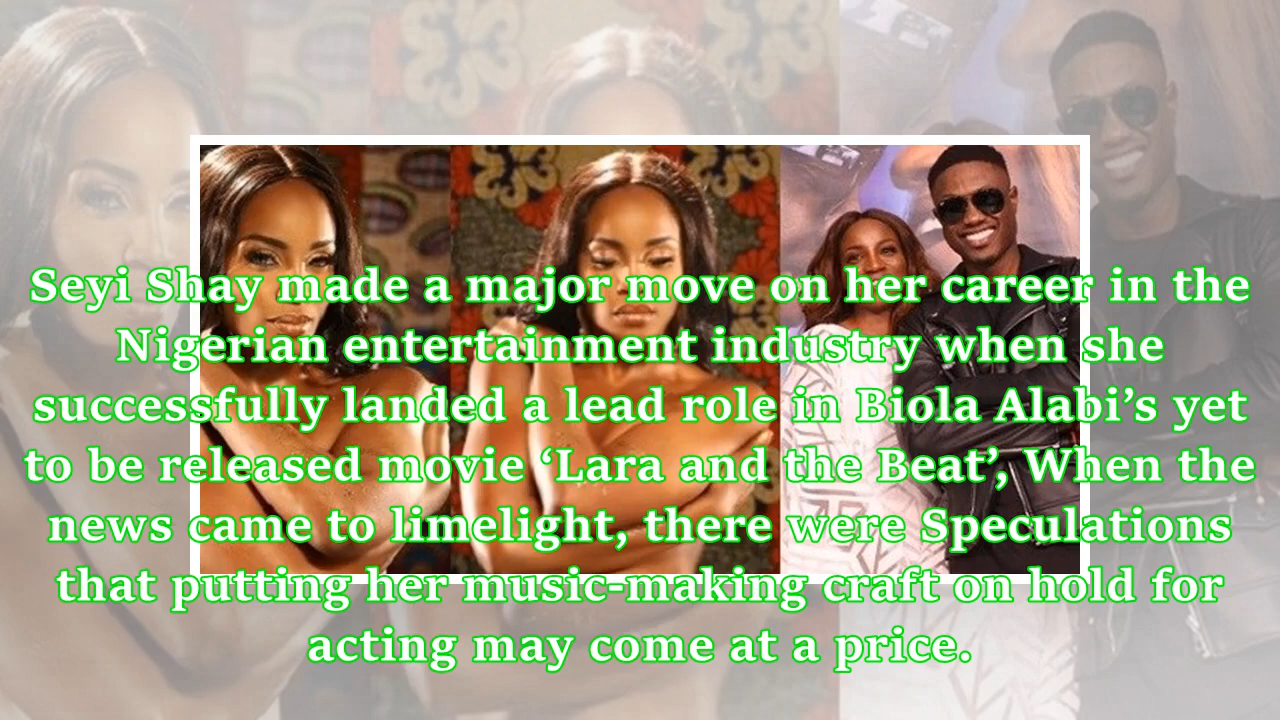 Seyi Shay made a major move on her career in the
Nigerian entertainment industry when she
successfully landed a lead role in Biola Alabi’s yet
to be released movie ‘Lara and the Beat’, When the
news came to limelight, there were Speculations
that putting her music-making craft on hold for
acting may come at a price.